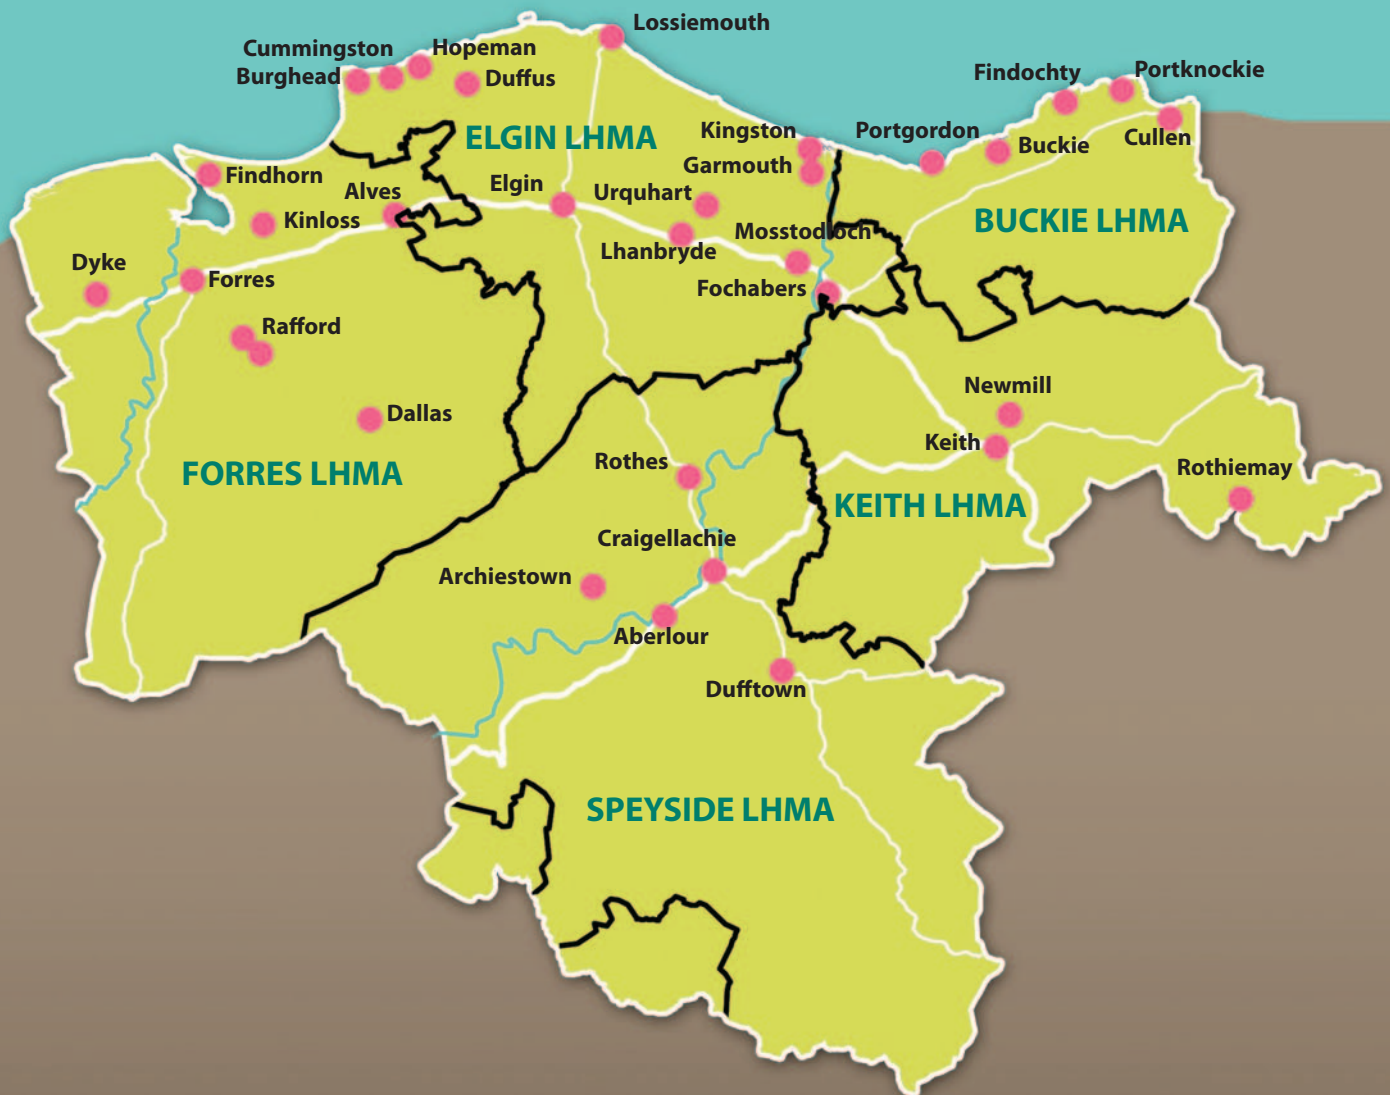 Lossiemouth
Cummingston
Hopeman
Burghead
Duffus
Findochty
Portknockie
ELGIN LHMA
Kingston
Portgordon
Cullen
Buckie
Garmouth
Findhorn
Alves
Elgin
Urquhart
Kinloss
BUCKIE LHMA
Mosstodloch
Lhanbryde
Dyke
Forres
Fochabers
Rafford
Newmill
Dallas
Keith
Rothes
Rothiemay
FORRES LHMA
KEITH LHMA
Craigellachie
Archiestown
Aberlour
Dufftown
SPEYSIDE LHMA